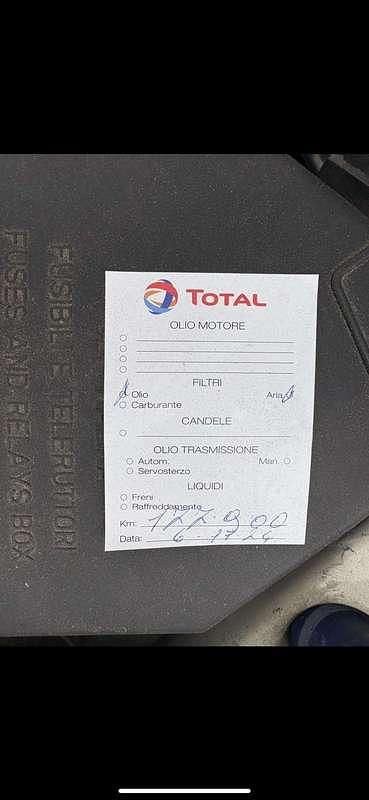 FUSIBILI E TELERUTTORI
FUSES AND RELAYS BOX
TOTAL
OLIO MOTORE
FILTRI
Olio Aria
Carburante
CANDELE
OLIO TRASMISSIONE
Autom. Man.
Servosterzo
LIQUIDI
Freni
Raffreddamento
Km:
Data: